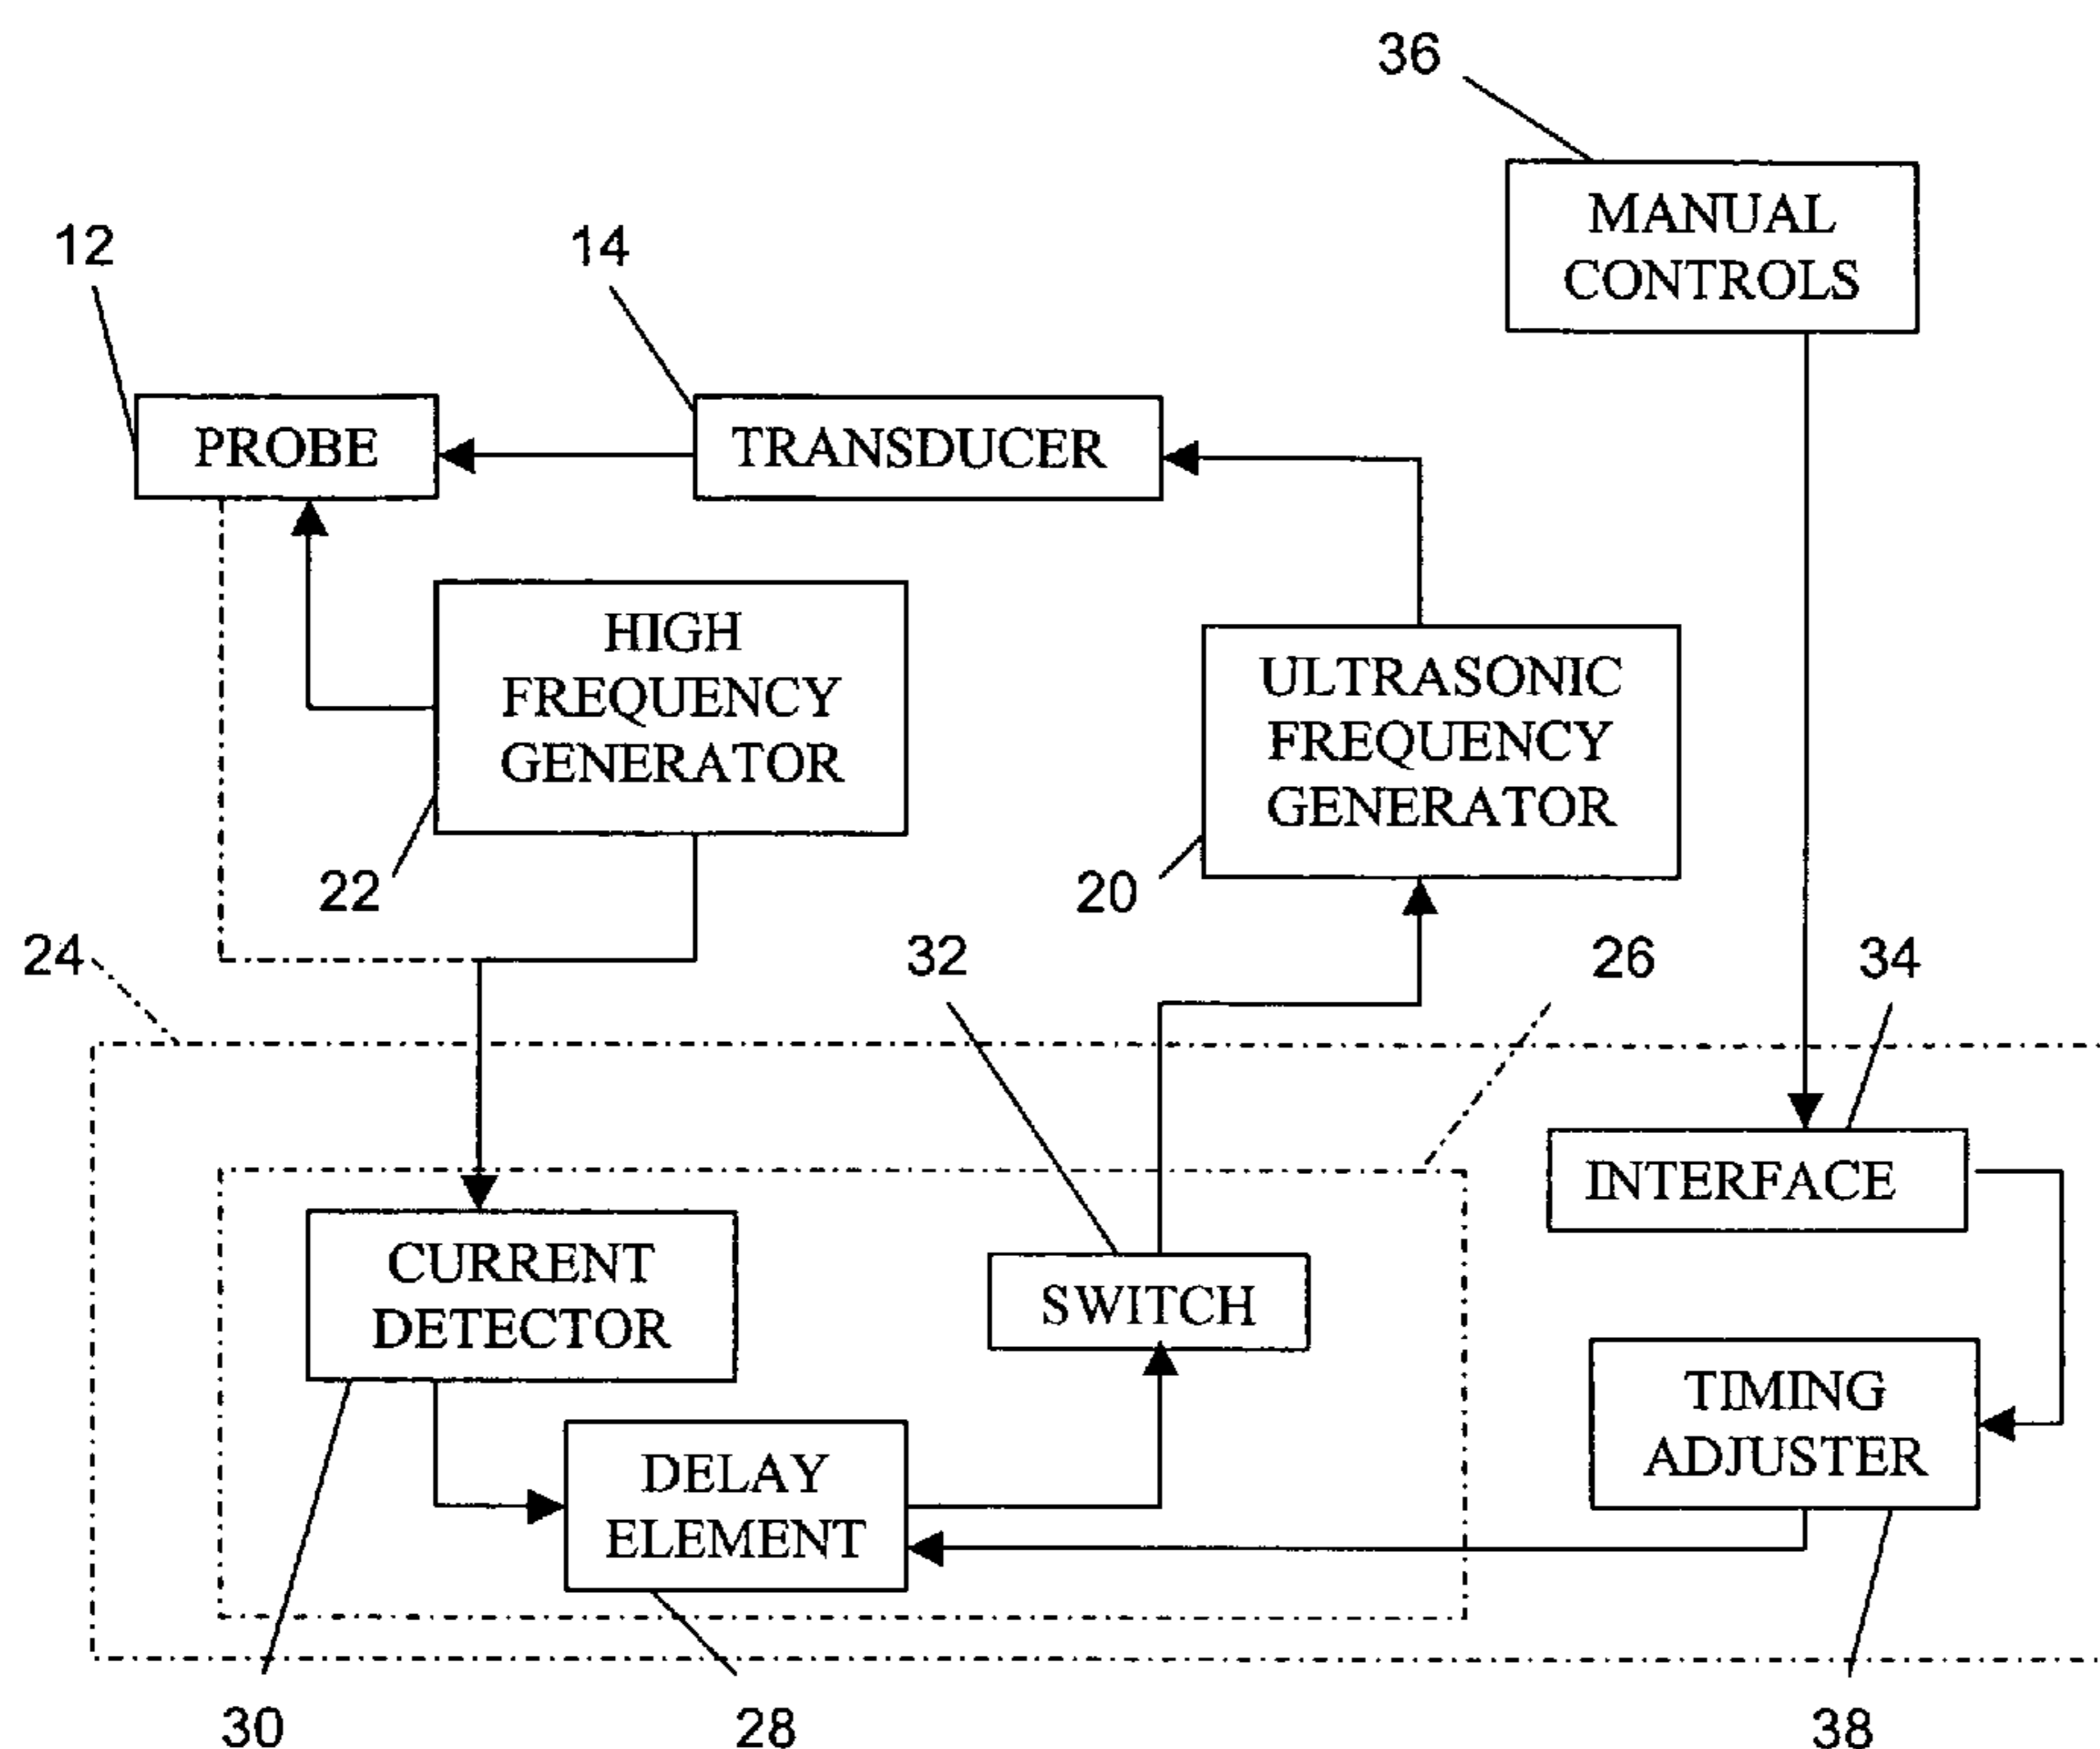 36
MANUAL
CONTROLS
12
14
PROBE
TRANSDUCER
HIGH
FREQUENCY
GENERATOR
ULTRASONIC
FREQUENCY
GENERATOR
22
20
24
32
26
34
INTERFACE
CURRENT
DETECTOR
SWITCH
TIMING
ADJUSTER
DELAY
ELEMENT
30
28
38